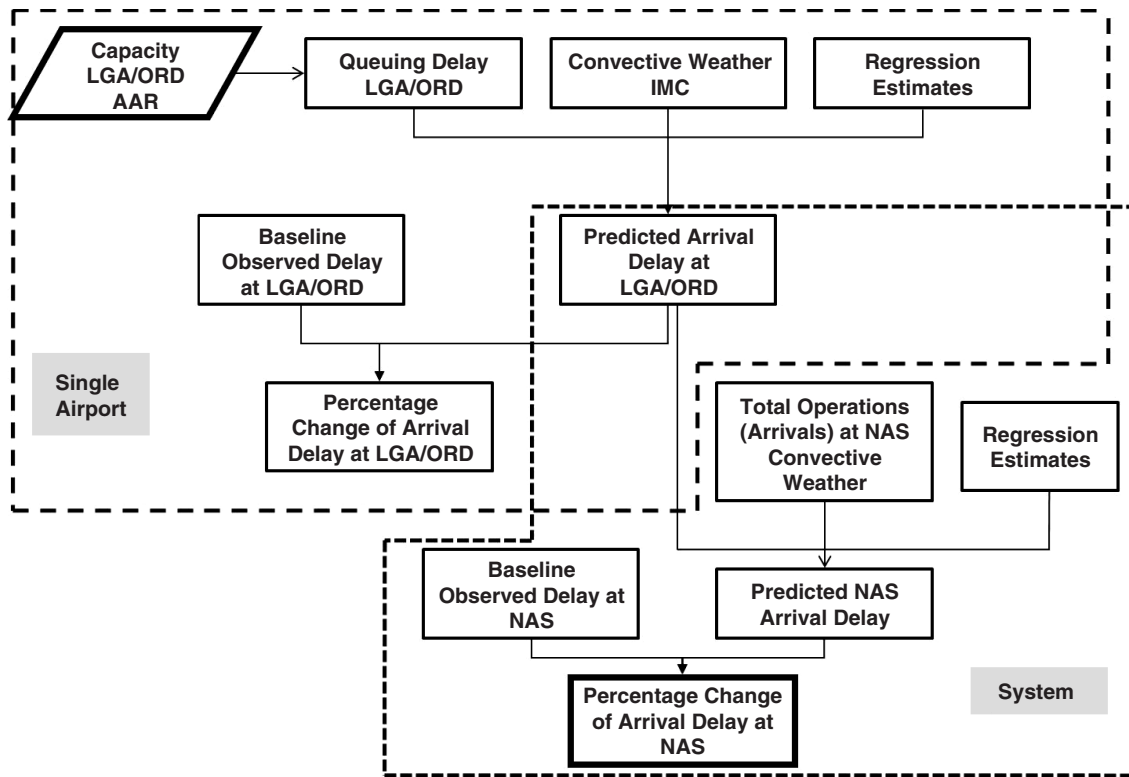 Capacity
LGA/ORD
AAR
Queuing Delay
LGA/ORD
Convective Weather
IMC
Regression
Estimates
Baseline
Observed Delay
at LGA/ORD
Predicted Arrival
Delay at
LGA/ORD
Single
Airport
Percentage
Change of Arrival
Delay at LGA/ORD
Total Operations
(Arrivals) at NAS
Convective
Weather
Regression
Estimates
Baseline
Observed Delay at
NAS
Predicted NAS
Arrival Delay
Percentage Change
of Arrival Delay at
NAS
System